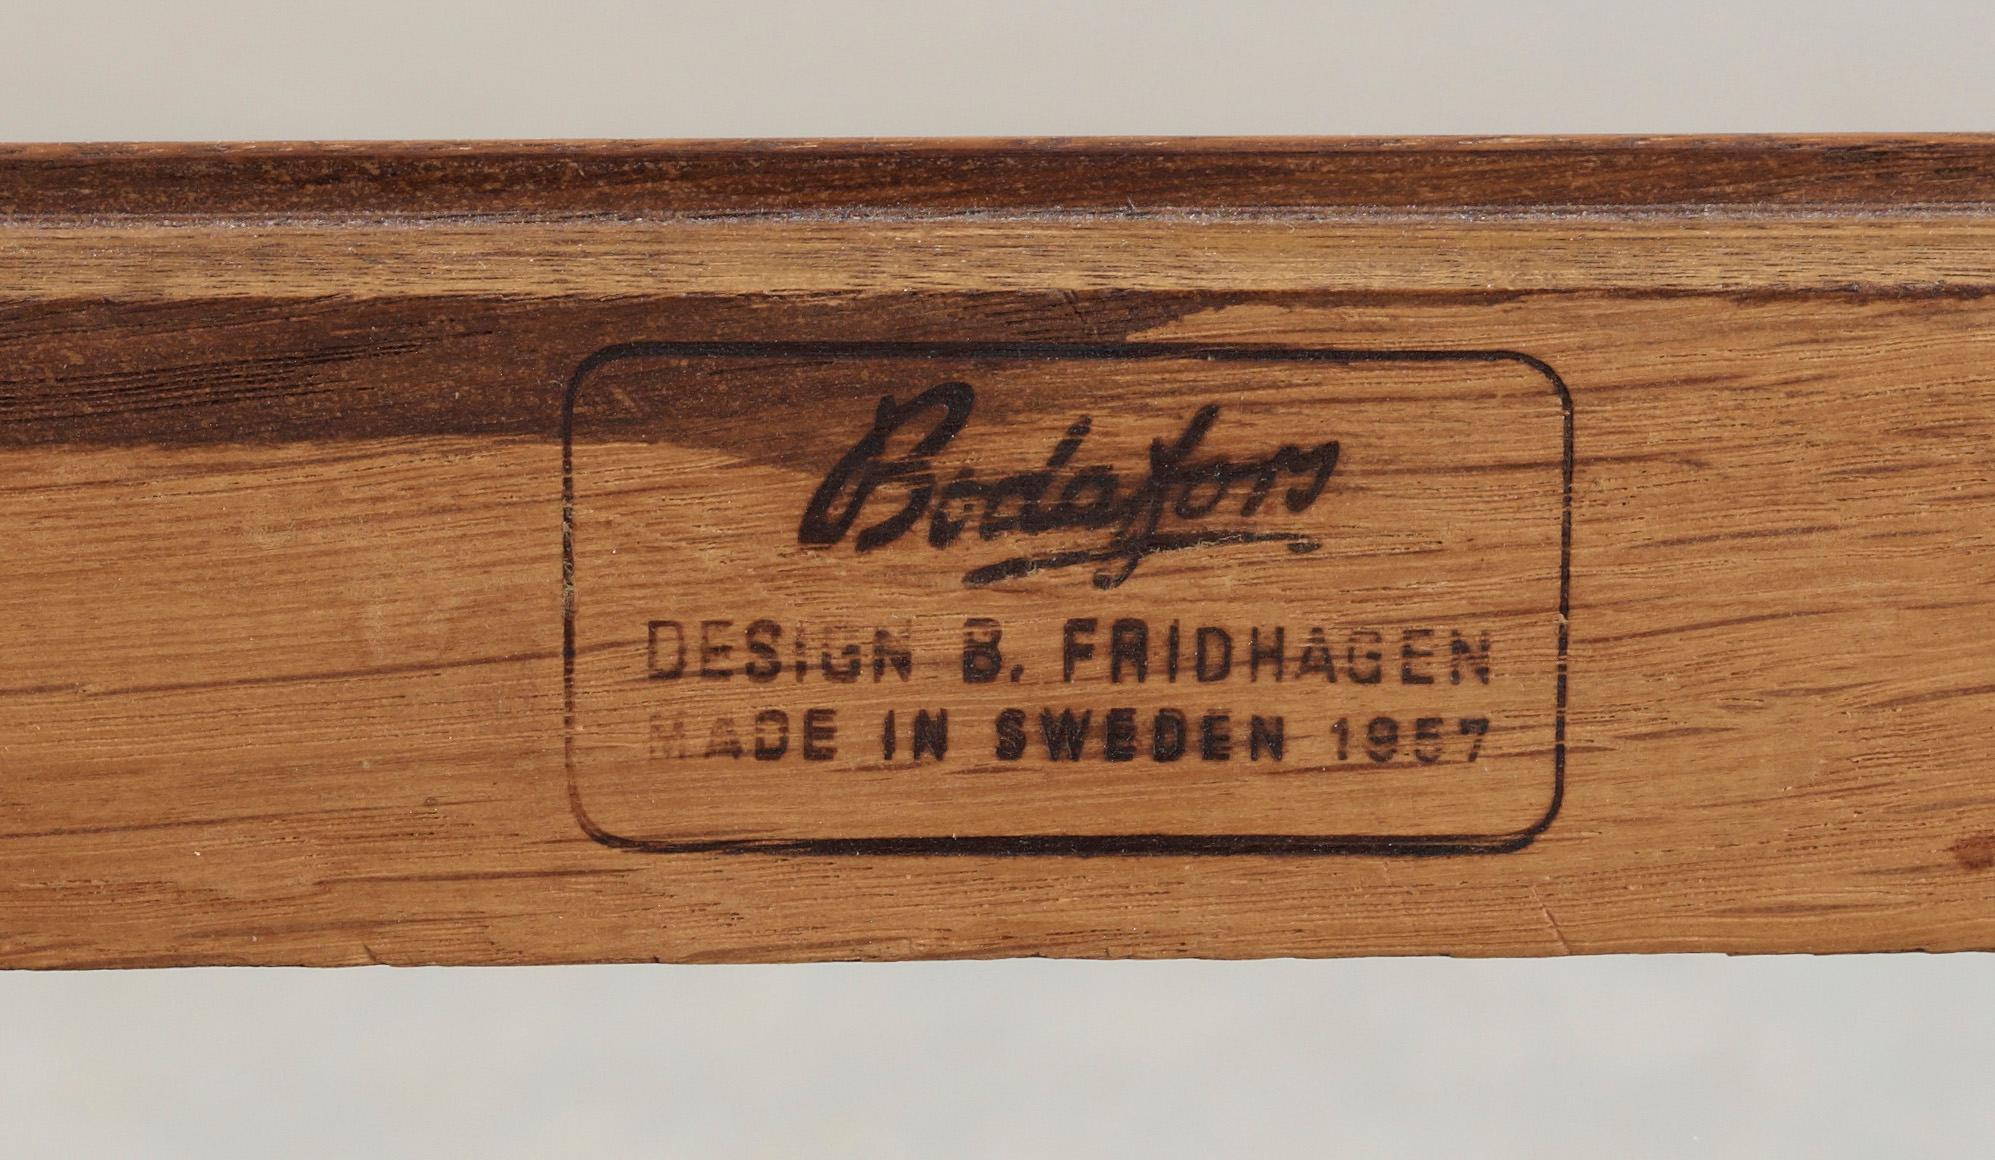 Bodafors
DESIGN B. FRIDHAGEN
MADE IN SWEDEN 1957